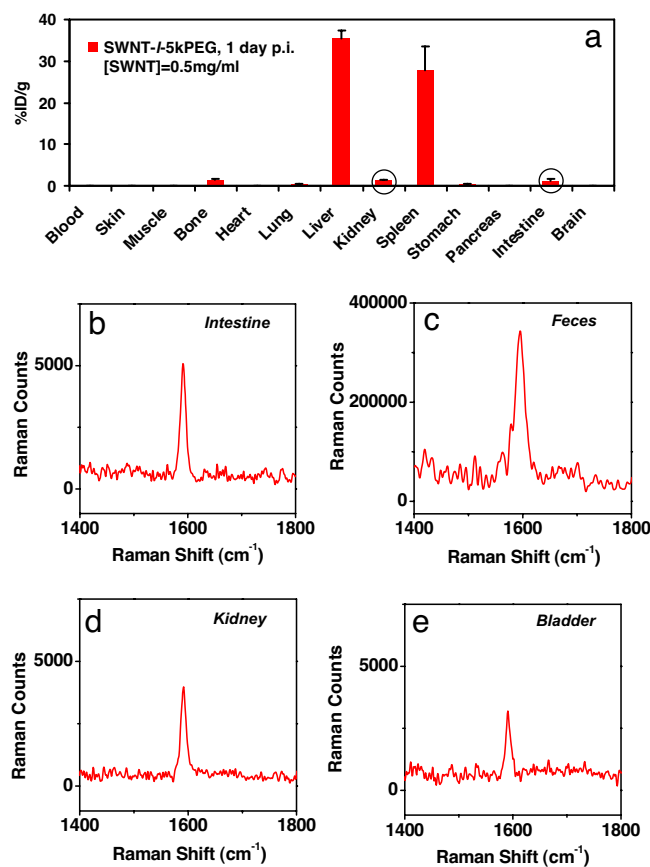 a
SWNT-l-5kPEG, 1 day p.i.
[SWNT]=0.5mg/ml
%ID/g
40
30
20
10
0
Blood
Skin
Muscle
Bone
Heart
Lung
Liver
Kidney
Spleen
Stomach
Pancreas
Intestine
Brain
b
Intestine
Raman Counts
5000
0
1400 1600 1800
Raman Shift (cm-1)
c
Feces
Raman Counts
400000
200000
0
1400 1600 1800
Raman Shift (cm-1)
d
Kidney
Raman Counts
5000
0
1400 1600 1800
Raman Shift (cm-1)
e
Bladder
Raman Counts
5000
0
1400 1600 1800
Raman Shift (cm-1)